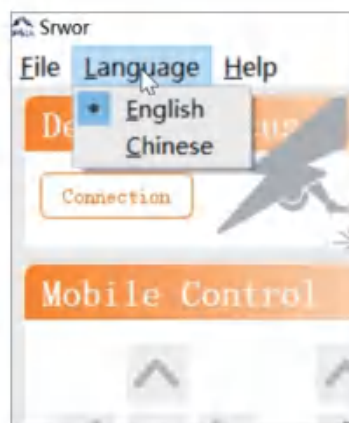 Srwor
File Language Help
English
Chinese
Connection
Mobile Control